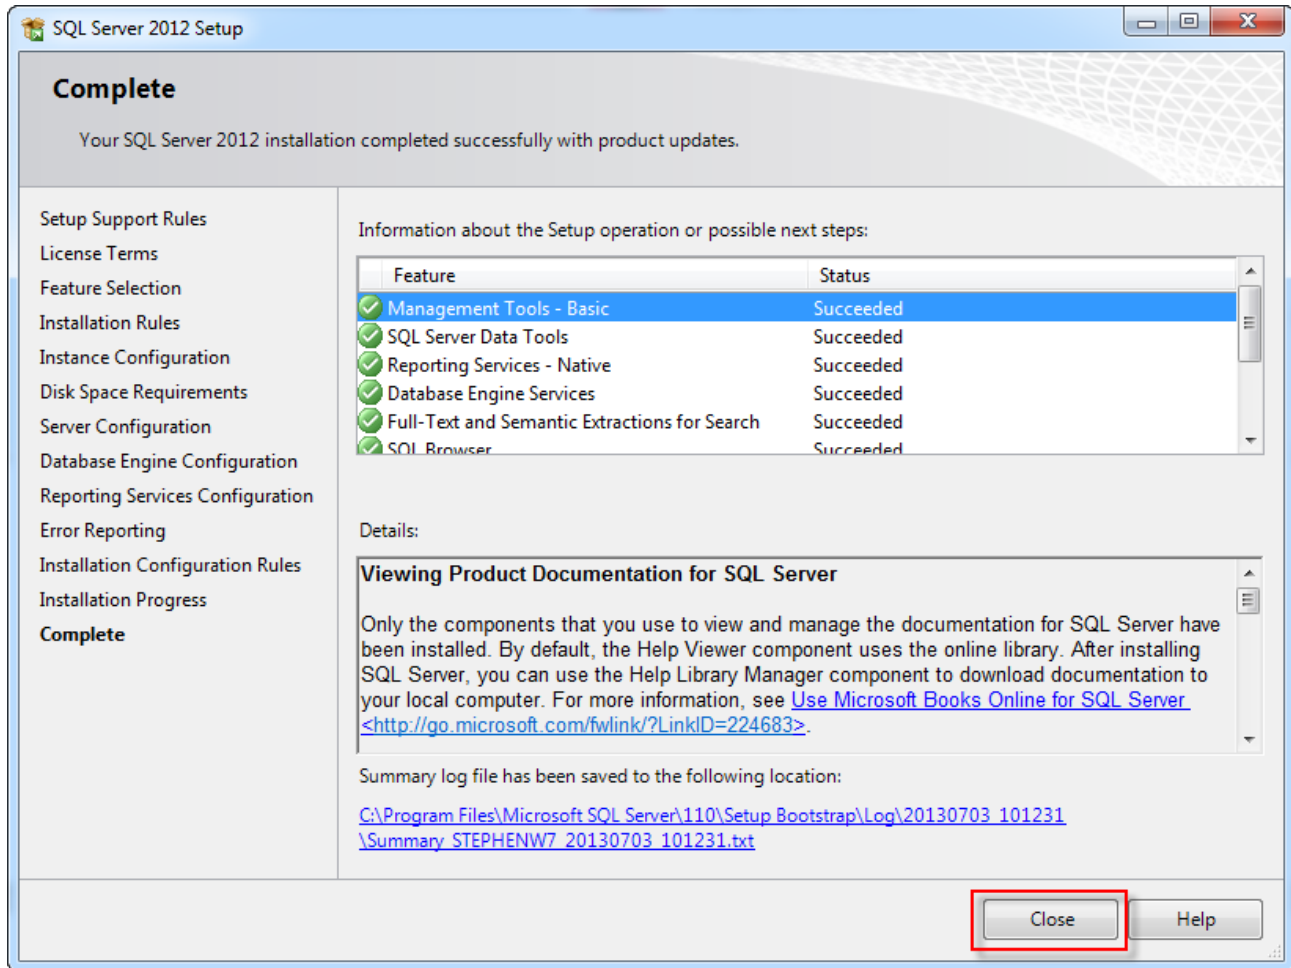 SQL Server 2012 Setup
Complete
Your SQL Server 2012 installation completed successfully with product updates.
Setup Support Rules
License Terms
Feature Selection
Installation Rules
Instance Configuration
Disk Space Requirements
Server Configuration
Database Engine Configuration
Reporting Services Configuration
Error Reporting
Installation Configuration Rules
Installation Progress
Complete
Information about the Setup operation or possible next steps:
Feature Status
Management Tools - Basic Succeeded
SQL Server Data Tools Succeeded
Reporting Services - Native Succeeded
Database Engine Services Succeeded
Full-Text and Semantic Extractions for Search Succeeded
SQL Browser Succeeded
Details:
Viewing Product Documentation for SQL Server
Only the components that you use to view and manage the documentation for SQL Server have
been installed. By default, the Help Viewer component uses the online library. After installing
SQL Server, you can use the Help Library Manager component to download documentation to
your local computer. For more information, see Use Microsoft Books Online for SQL Server
<http://go.microsoft.com/fwlink/?LinkID=224683>.
Summary log file has been saved to the following location:
C:\Program Files\Microsoft SQL Server\110\Setup Bootstrap\Log\20130703_101231
\Summary_STEPHENW7_20130703_101231.txt
Close Help